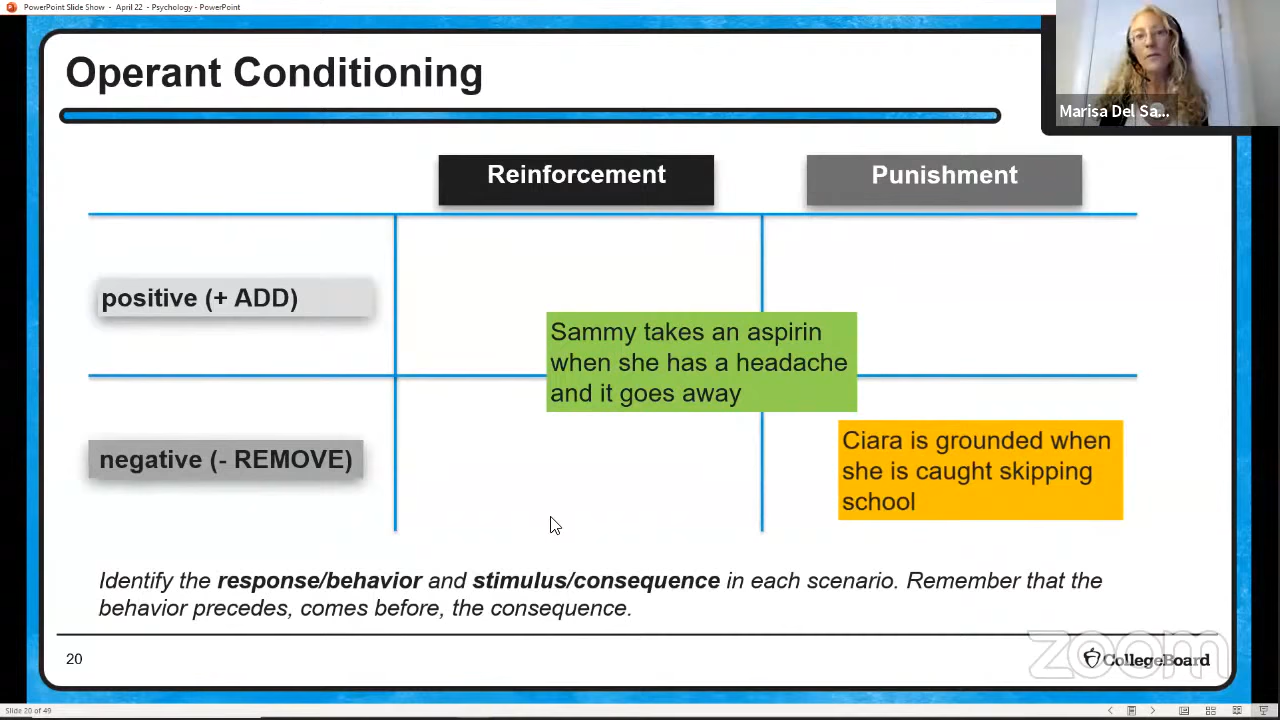 PowerPoint Slide Show - April 22 - Psychology - PowerPoint
Operant Conditioning
Marisa Del Sa...
Reinforcement
Punishment
positive (+ ADD)
Sammy takes an aspirin
when she has a headache
and it goes away
negative (- REMOVE)
Ciara is grounded when
she is caught skipping
school
Identify the response/behavior and stimulus/consequence in each scenario. Remember that the
behavior precedes, comes before, the consequence.
20
zoom
CollegeBoard
Slide 20 of 49